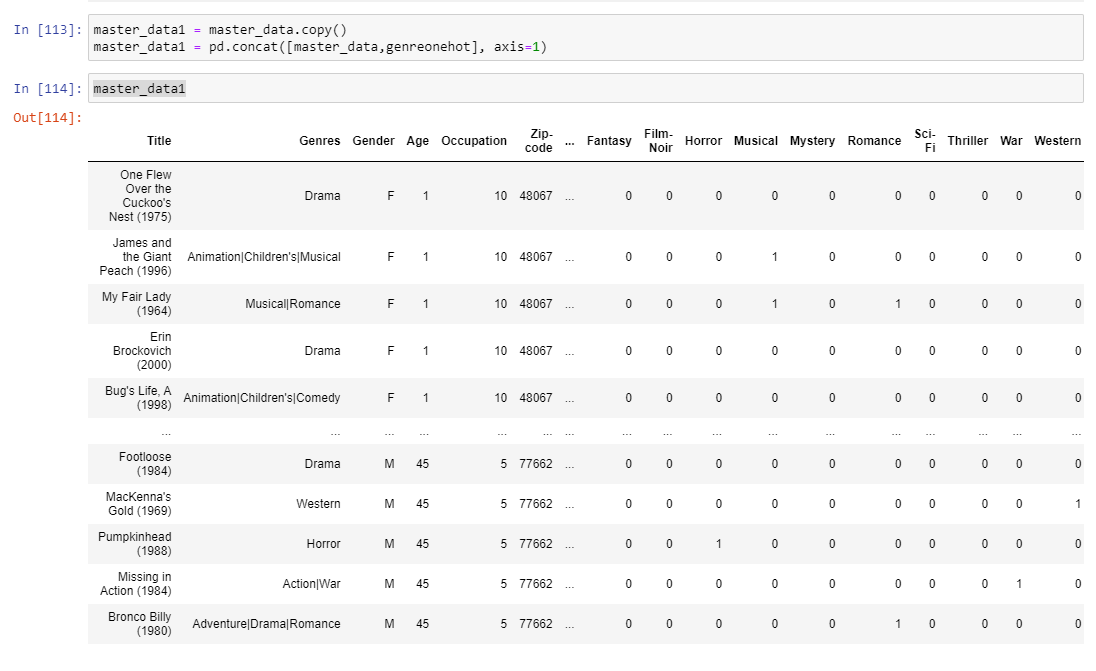 In [113]: master_data1 = master_data.copy()
master_data1 = pd.concat([master_data,genreonehot], axis=1)
In [114]: master_data1
Out[114]:
Title Genres Gender Age Occupation Zip-code ... Fantasy Film-Noir Horror Musical Mystery Romance Sci-Fi Thriller War Western
One Flew Over the Cuckoo's Nest (1975) Drama F 1 10 48067 ... 0 0 0 0 0 0 0 0 0 0
James and the Giant Peach (1996) Animation|Children's|Musical F 1 10 48067 ... 0 0 0 1 0 0 0 0 0 0
My Fair Lady (1964) Musical|Romance F 1 10 48067 ... 0 0 0 1 0 1 0 0 0 0
Erin Brockovich (2000) Drama F 1 10 48067 ... 0 0 0 0 0 0 0 0 0 0
Bug's Life, A (1998) Animation|Children's|Comedy F 1 10 48067 ... 0 0 0 0 0 0 0 0 0 0
... ... ... ... ... ... ... ... ... ... ... ... ... ... ... ... ...
Footloose (1984) Drama M 45 5 77662 ... 0 0 0 0 0 0 0 0 0 0
MacKenna's Gold (1969) Western M 45 5 77662 ... 0 0 0 0 0 0 0 0 0 1
Pumpkinhead (1988) Horror M 45 5 77662 ... 0 0 1 0 0 0 0 0 0 0
Missing in Action (1984) Action|War M 45 5 77662 ... 0 0 0 0 0 0 0 0 1 0
Bronco Billy (1980) Adventure|Drama|Romance M 45 5 77662 ... 0 0 0 0 0 1 0 0 0 0